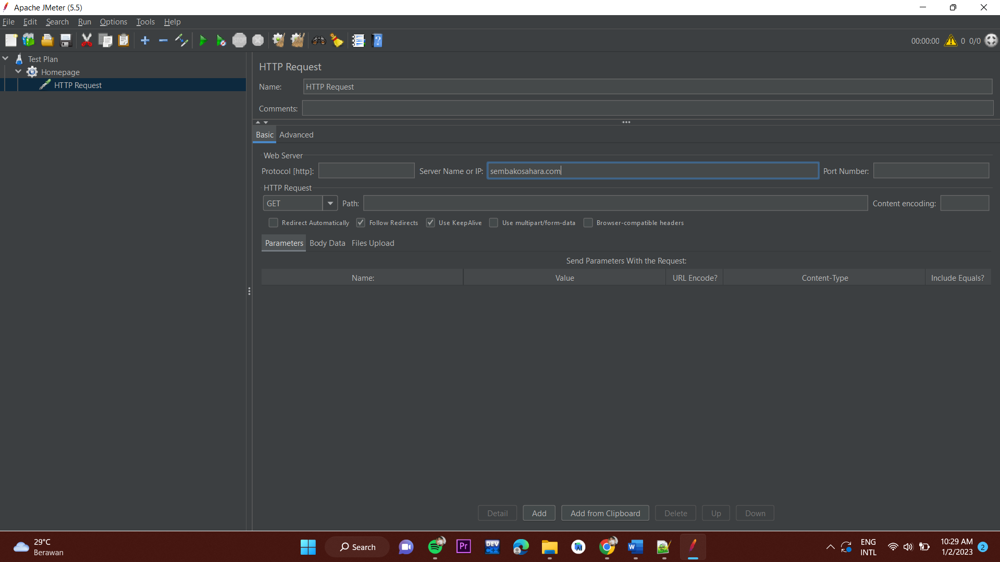 Apache JMeter (5.5)
File Edit Search Run Options Tools Help
STOP
00:00:00 0 0/0
Test Plan
Homepage
HTTP Request
HTTP Request
Name: HTTP Request
Comments:
Basic Advanced
Web Server
Protocol [http]: Server Name or IP: sembakosahara.com Port Number:
HTTP Request
GET Path: Content encoding:
Redirect Automatically Follow Redirects Use KeepAlive Use multipart/form-data Browser-compatible headers
Parameters Body Data Files Upload
Send Parameters With the Request:
Name: Value URL Encode? Content-Type Include Equals?
Detail Add Add from Clipboard Delete Up Down
29°C
Berawan
Search
Pr
DEV
W
ENG
INTL
10:29 AM
1/2/2023
2